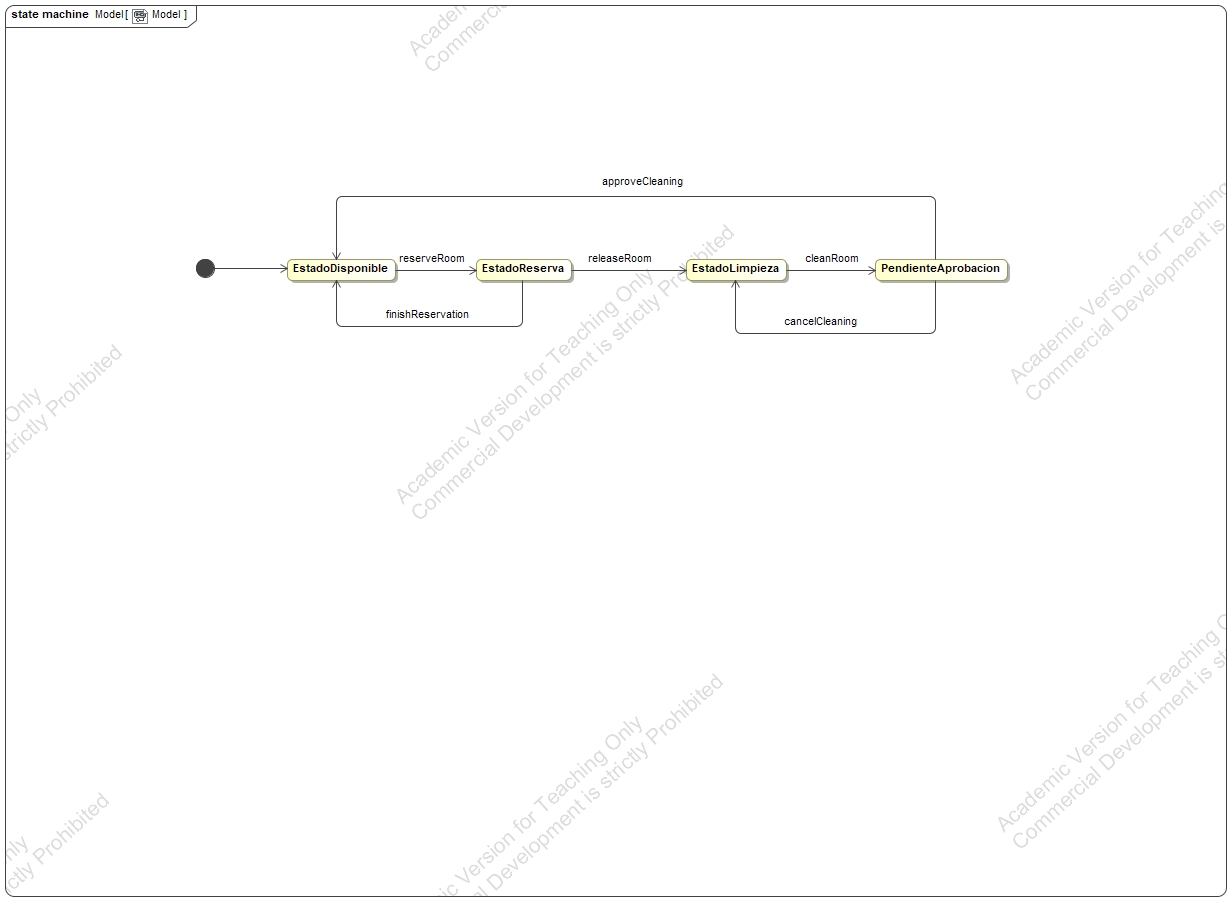 state machine Model[ Model ]
Academic
Commercial
approveCleaning
reserveRoom
releaseRoom
cleanRoom
EstadoDisponible
EstadoReserva
EstadoLimpieza
PendienteAprobacion
finishReservation
cancelCleaning
Academic Version for Teaching Only
Commercial Development is strictly Prohibited
Academic Version for Teaching
Commercial Development is
Only
strictly Prohibited
Version for Teaching Only
Development is strictly Prohibited
Academic Version for Teaching
Commercial Development is
Prohibited